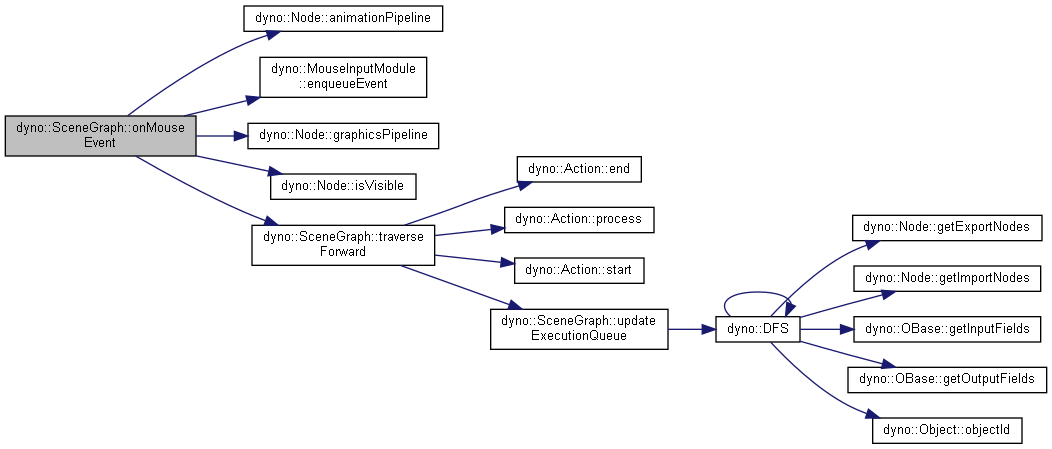 dyno::Node::animationPipeline
dyno::MouseInputModule
::enqueueEvent
dyno::SceneGraph::onMouse
Event
dyno::Node::graphicsPipeline
dyno::Node::isVisible
dyno::SceneGraph::traverse
Forward
dyno::Action::end
dyno::Action::process
dyno::Action::start
dyno::SceneGraph::update
ExecutionQueue
dyno::DFS
dyno::Node::getExportNodes
dyno::Node::getImportNodes
dyno::OBase::getInputFields
dyno::OBase::getOutputFields
dyno::Object::objectId